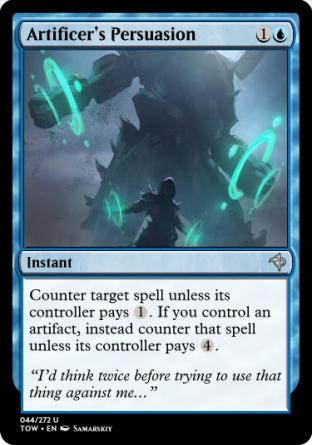 Artificer's Persuasion 1
Instant
Counter target spell unless its
controller pays 1. If you control an
artifact, instead counter that spell
unless its controller pays 4.
“I'd think twice before trying to use that
thing against me…”
044/272 U
TOW • EN SAMARSKIY